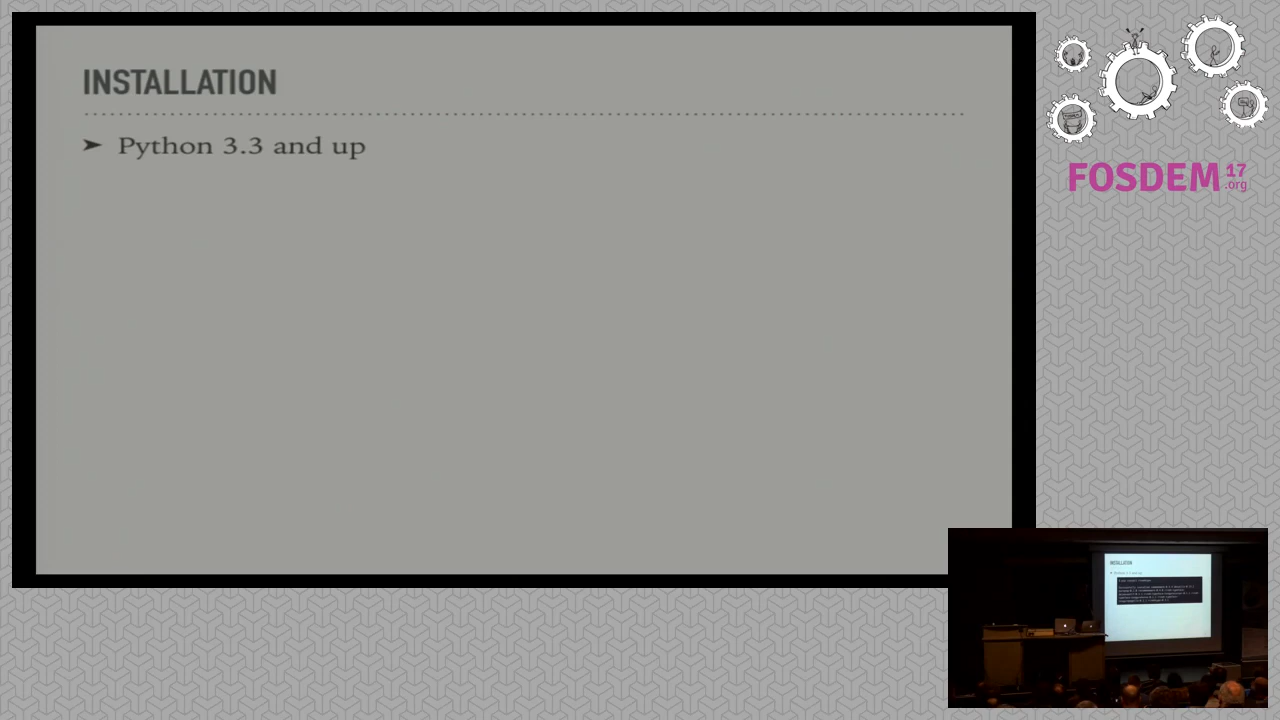 INSTALLATION
➤ Python 3.3 and up
FOSDEM 17
.org
INSTALLATION